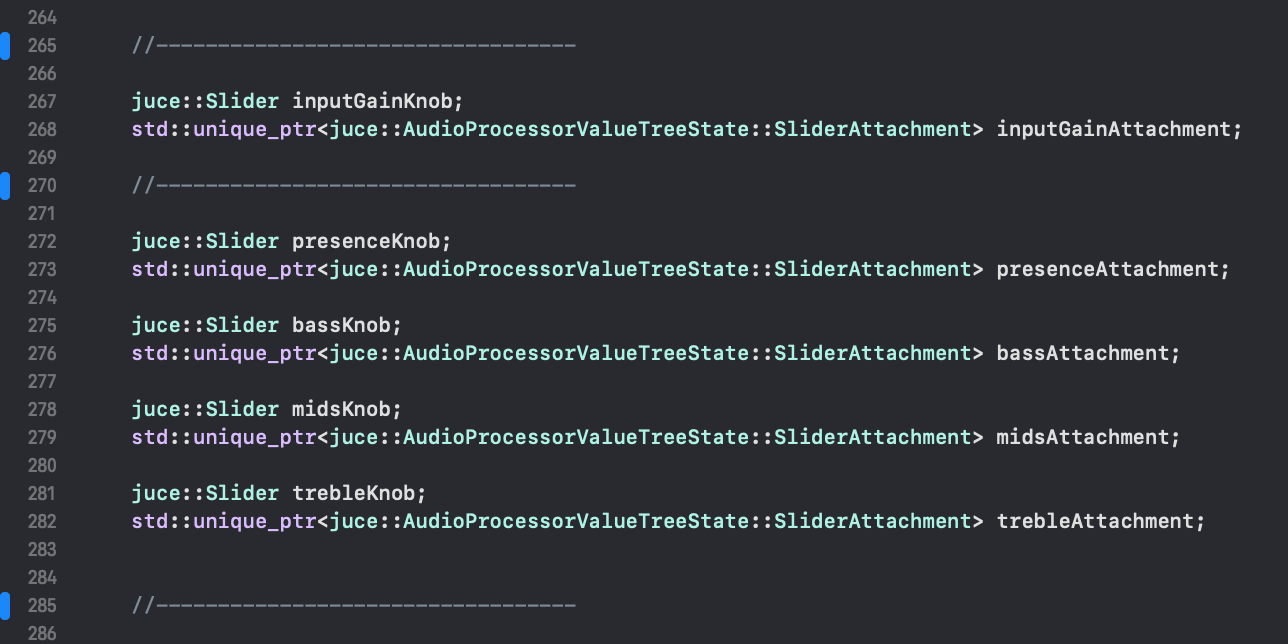 264
265 //----------------------------------
266
267 juce::Slider inputGainKnob;
268 std::unique_ptr<juce::AudioProcessorValueTreeState::SliderAttachment> inputGainAttachment;
269
270 //----------------------------------
271
272 juce::Slider presenceKnob;
273 std::unique_ptr<juce::AudioProcessorValueTreeState::SliderAttachment> presenceAttachment;
274
275 juce::Slider bassKnob;
276 std::unique_ptr<juce::AudioProcessorValueTreeState::SliderAttachment> bassAttachment;
277
278 juce::Slider midsKnob;
279 std::unique_ptr<juce::AudioProcessorValueTreeState::SliderAttachment> midsAttachment;
280
281 juce::Slider trebleKnob;
282 std::unique_ptr<juce::AudioProcessorValueTreeState::SliderAttachment> trebleAttachment;
283
284
285 //----------------------------------
286